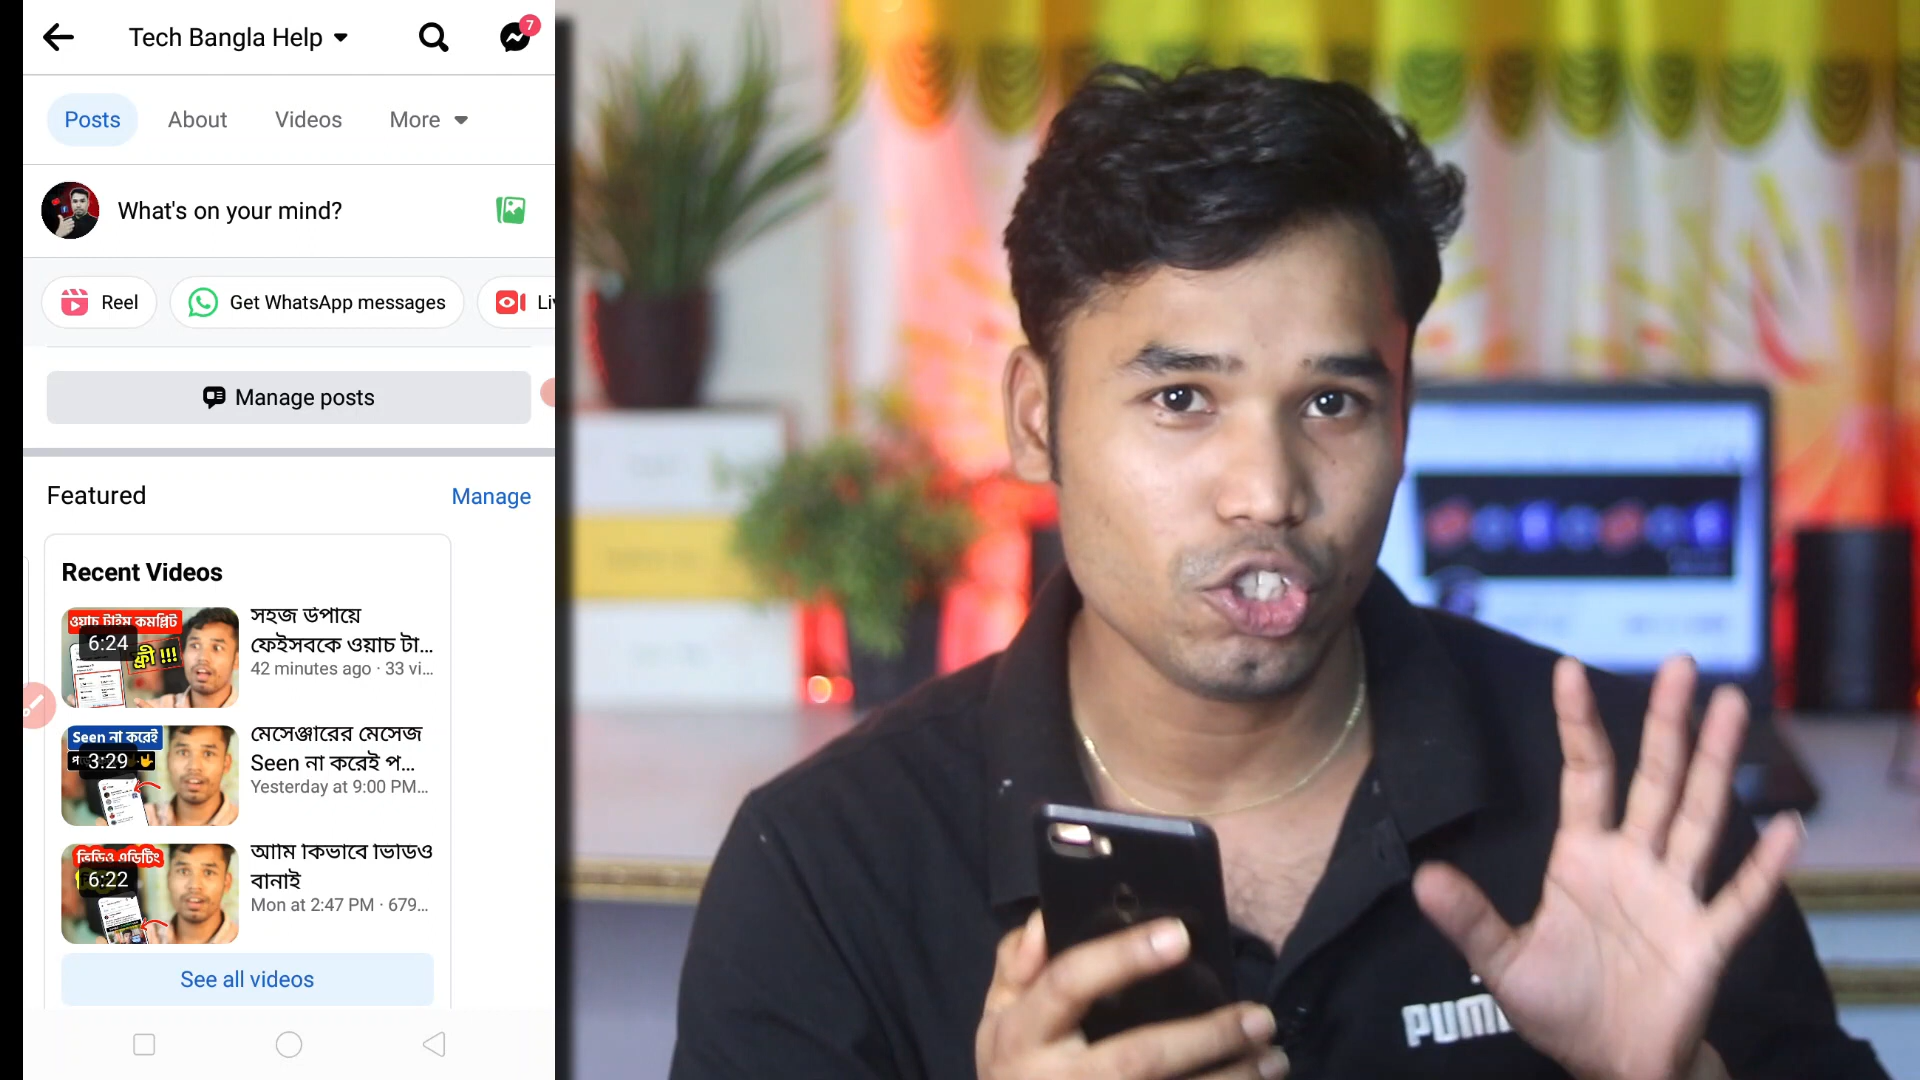 Tech Bangla Help
7
Posts
About
Videos
More
What's on your mind?
Reel
Get WhatsApp messages
Manage posts
Featured
Manage
Recent Videos
ওয়াচ টাইম কমপ্লিট
ফ্রী !!!
6:24
সহজ উপায়ে
ফেইসবকে ওয়াচ টা...
42 minutes ago · 33 vi...
Seen না করেই
3:29
মেসেঞ্জারের মেসেজ
Seen না করেই প...
Yesterday at 9:00 PM...
ভিডিও এডিটিং
6:22
আমি কিভাবে ভিডিও
বানাই
Mon at 2:47 PM · 679...
See all videos